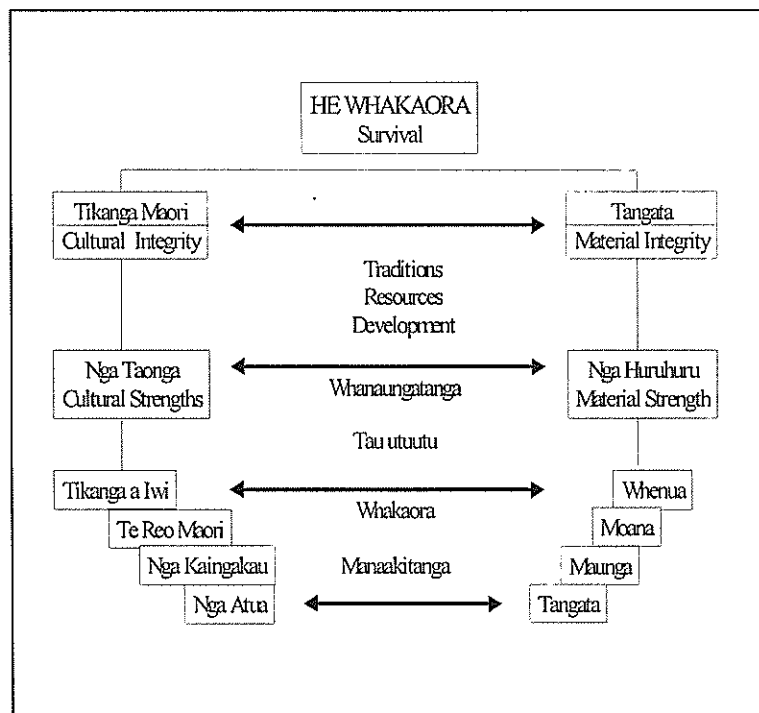 HE WHAKAORA
Survival
Tikanga Maori
Cultural Integrity
Tangata
Material Integrity
Traditions
Resources
Development
Nga Taonga
Cultural Strengths
Whanaungatanga
Nga Huruhuru
Material Strength
Tau utuutu
Tikanga a Iwi
Te Reo Maori
Nga Kaingakau
Nga Atua
Whakaora
Manaakitanga
Whenua
Moana
Maunga
Tangata